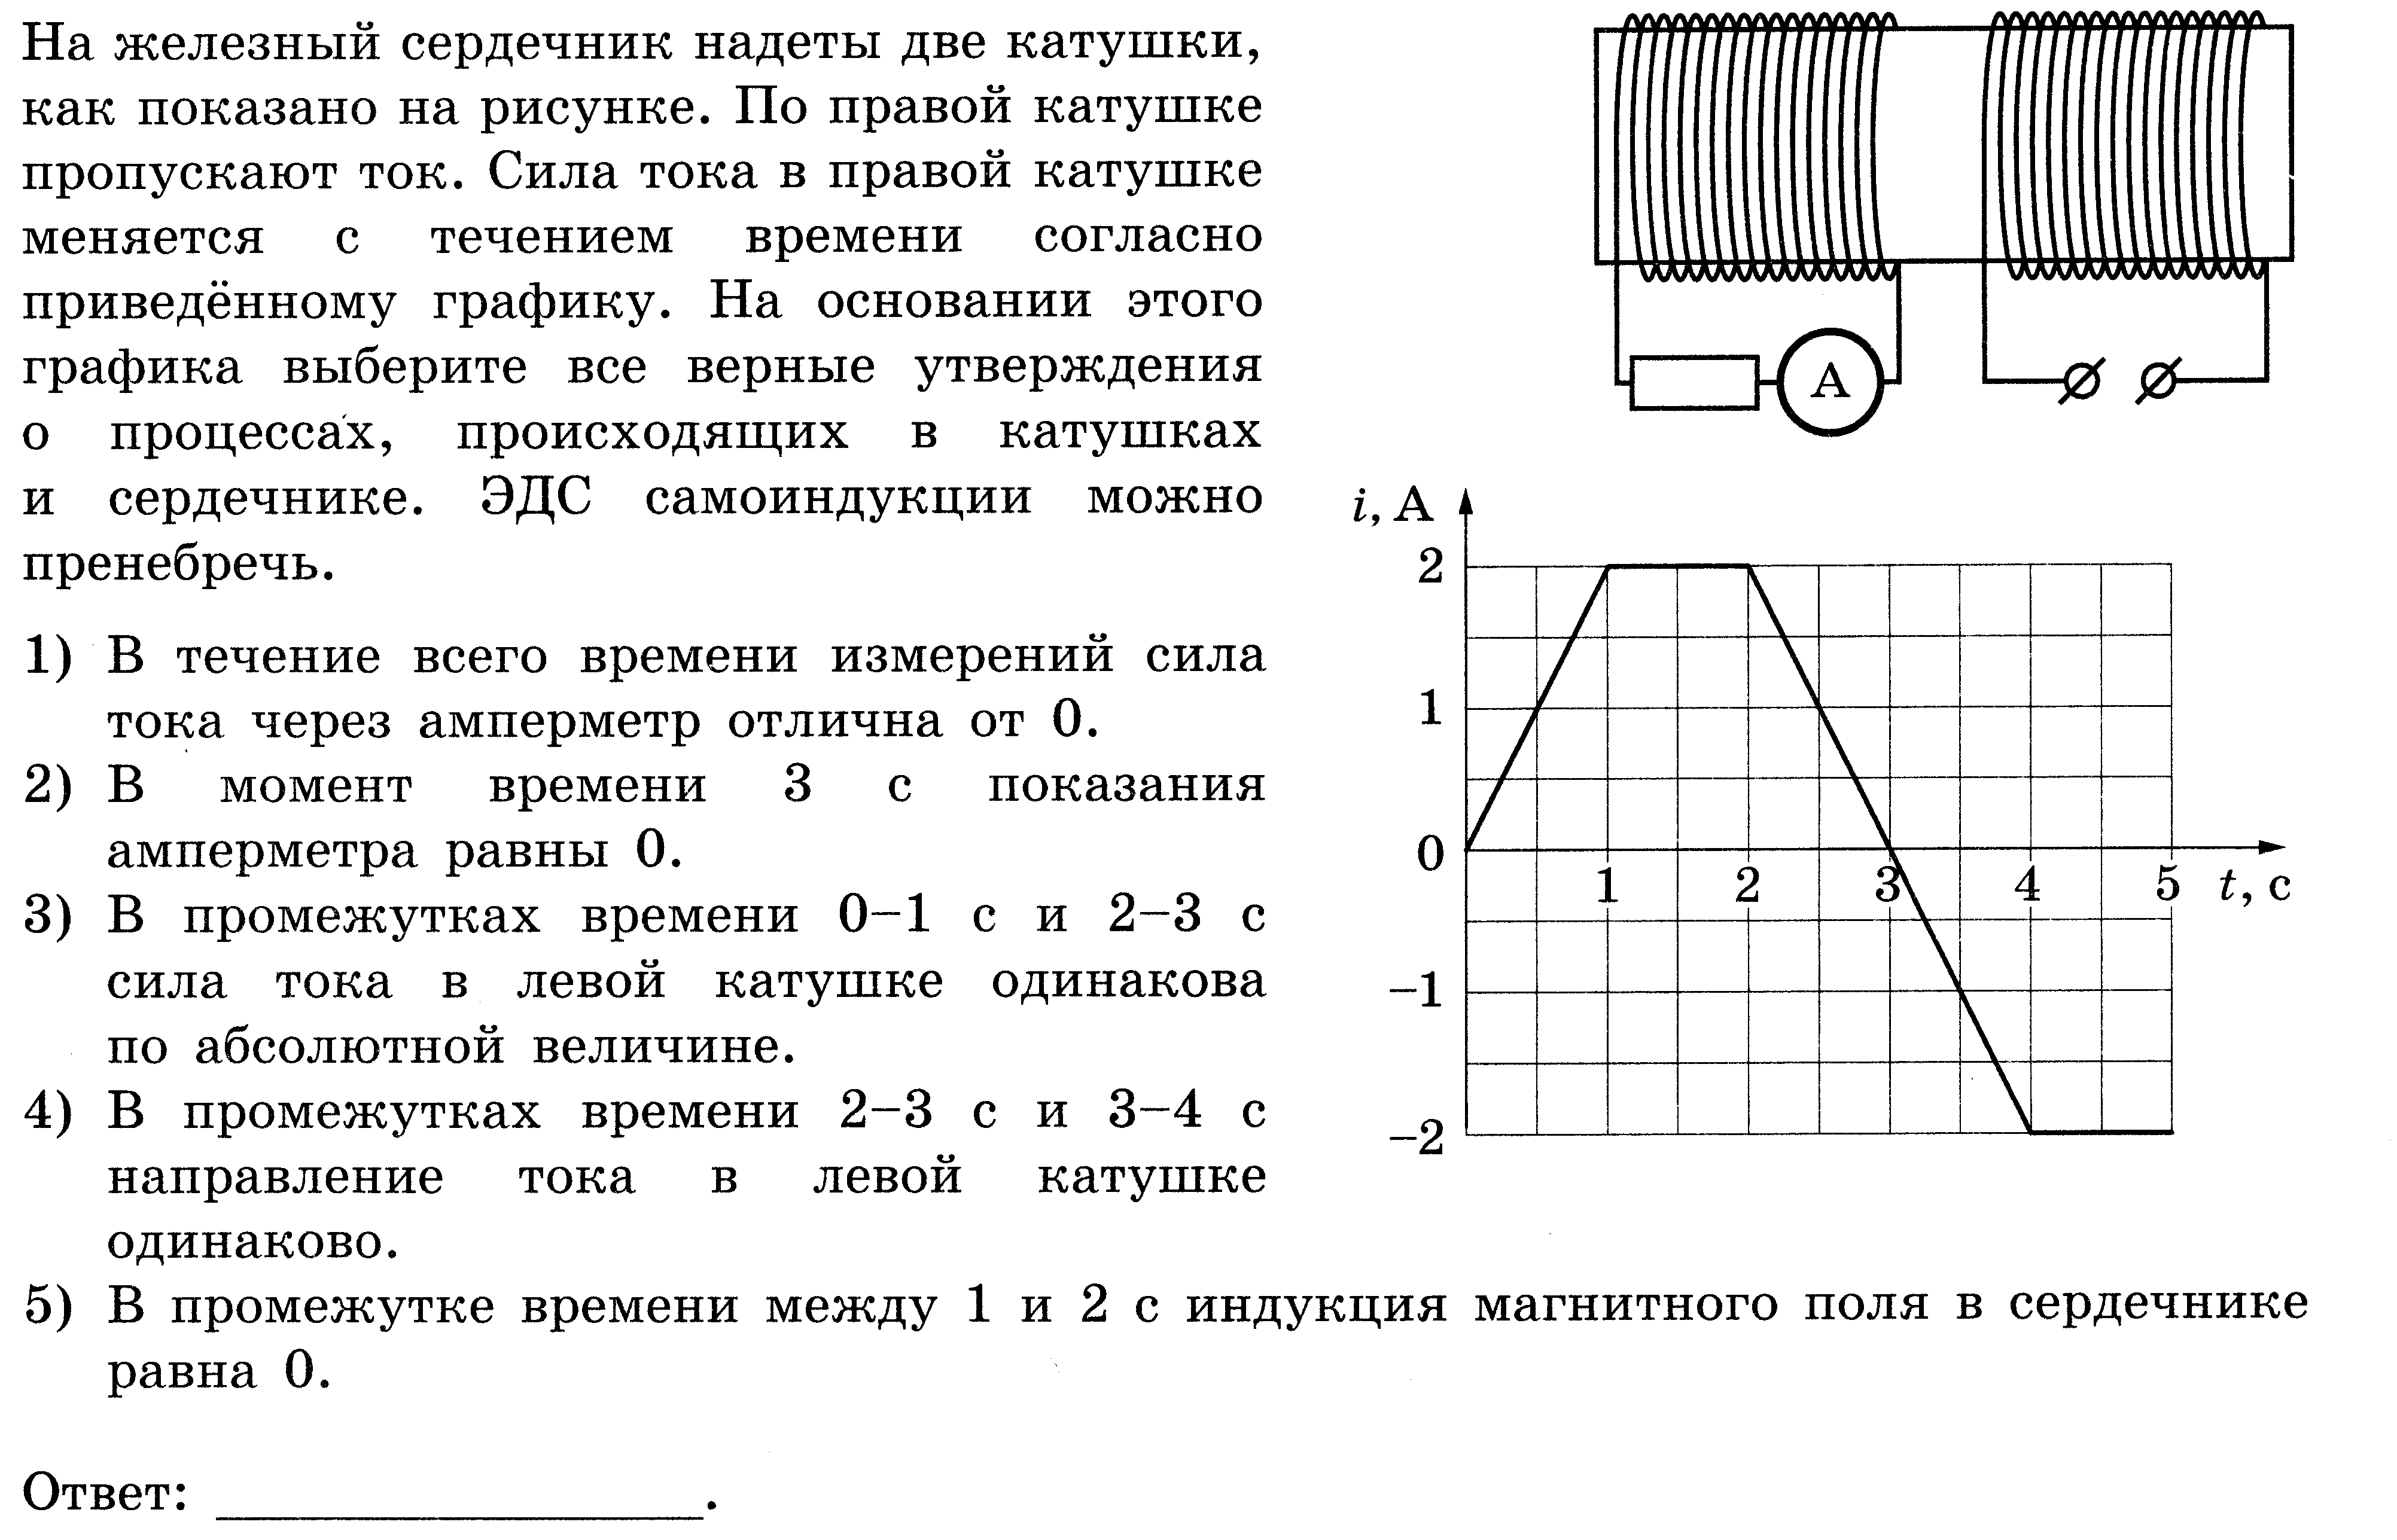 На железный сердечник надеты две катушки,
как показано на рисунке. По правой катушке
пропускают ток. Сила тока в правой катушке
меняется с течением времени согласно
приведённому графику. На основании этого
графика выберите все верные утверждения
о процессах, происходящих в катушках
и сердечнике. ЭДС самоиндукции можно
пренебречь.
1) В течение всего времени измерений сила
тока через амперметр отлична от 0.
2) В момент времени 3 с показания
амперметра равны 0.
3) В промежутках времени 0–1 с и 2–3 с
сила тока в левой катушке одинакова
по абсолютной величине.
4) В промежутках времени 2–3 с и 3–4 с
направление тока в левой катушке
одинаково.
5) В промежутке времени между 1 и 2 с индукция магнитного поля в сердечнике
равна 0.
Ответ: ____________________.
A
i, А
2
1
0
–1
–2
1 2 3 4 5 t, с